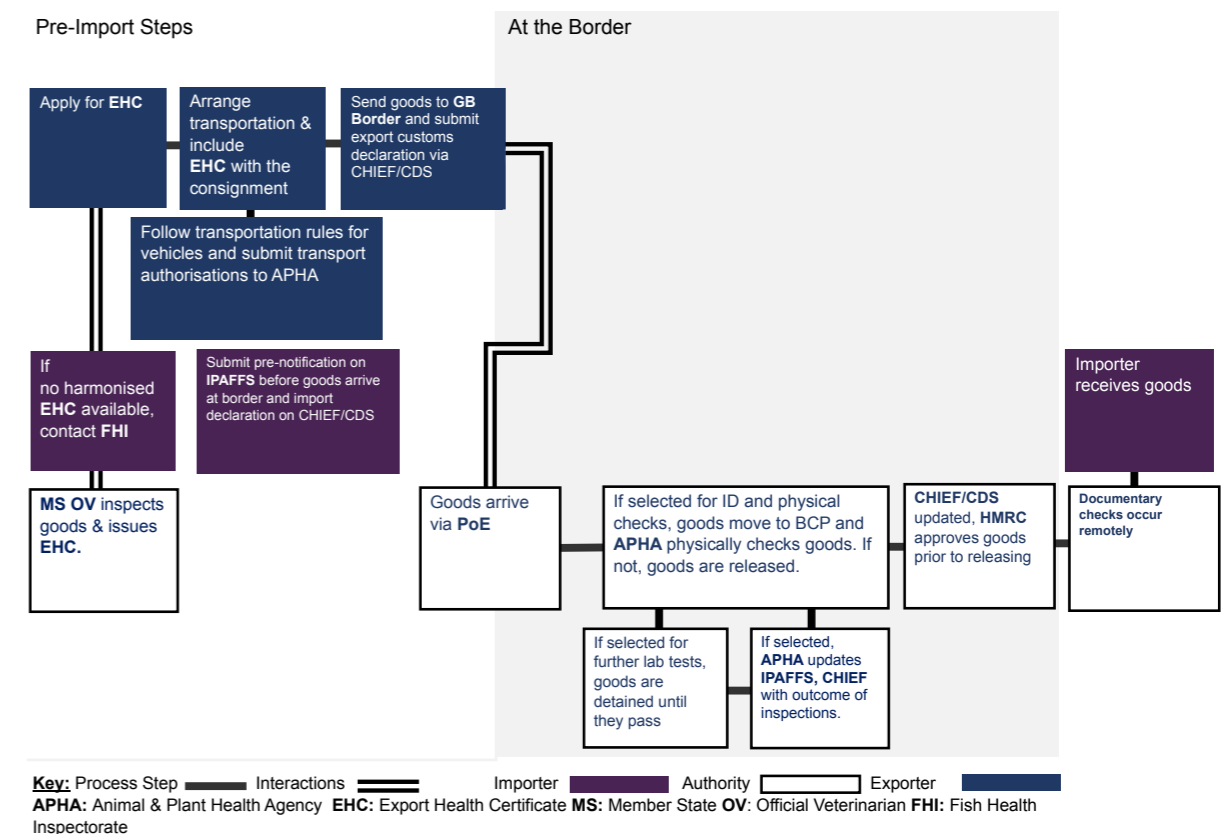 Pre-Import Steps
At the Border
Apply for EHC
Arrange
transportation &
include
EHC with the
consignment
Send goods to GB
Border and submit
export customs
declaration via
CHIEF/CDS
Follow transportation rules for
vehicles and submit transport
authorisations to APHA
If
no harmonised
EHC available,
contact FHI
Submit pre-notification on
IPAFFS before goods arrive
at border and import
declaration on CHIEF/CDS
Importer
receives goods
MS OV inspects
goods & issues
EHC.
Goods arrive
via PoE
If selected for ID and physical
checks, goods move to BCP and
APHA physically checks goods. If
not, goods are released.
CHIEF/CDS
updated, HMRC
approves goods
prior to releasing
Documentary
checks occur
remotely
If selected for
further lab tests,
goods are
detained until
they pass
If selected,
APHA updates
IPAFFS, CHIEF
with outcome of
inspections.
Key: Process Step Interactions Importer Authority Exporter
APHA: Animal & Plant Health Agency EHC: Export Health Certificate MS: Member State OV: Official Veterinarian FHI: Fish Health
Inspectorate